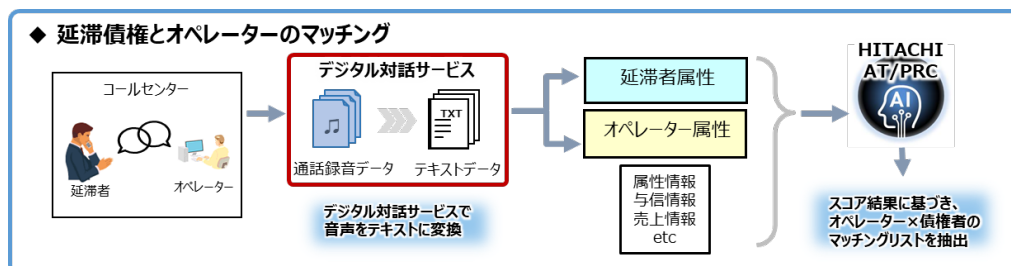 ◆ 延滞債権とオペレーターのマッチング
コールセンター
延滞者
オペレーター
デジタル対話サービス
TXT
通話録音データ
テキストデータ
デジタル対話サービスで
音声をテキストに変換
延滞者属性
オペレーター属性
属性情報
与信情報
売上情報
etc
HITACHI
AT/PRC
AI
スコア結果に基づき、
オペレーター×債権者の
マッチングリストを抽出